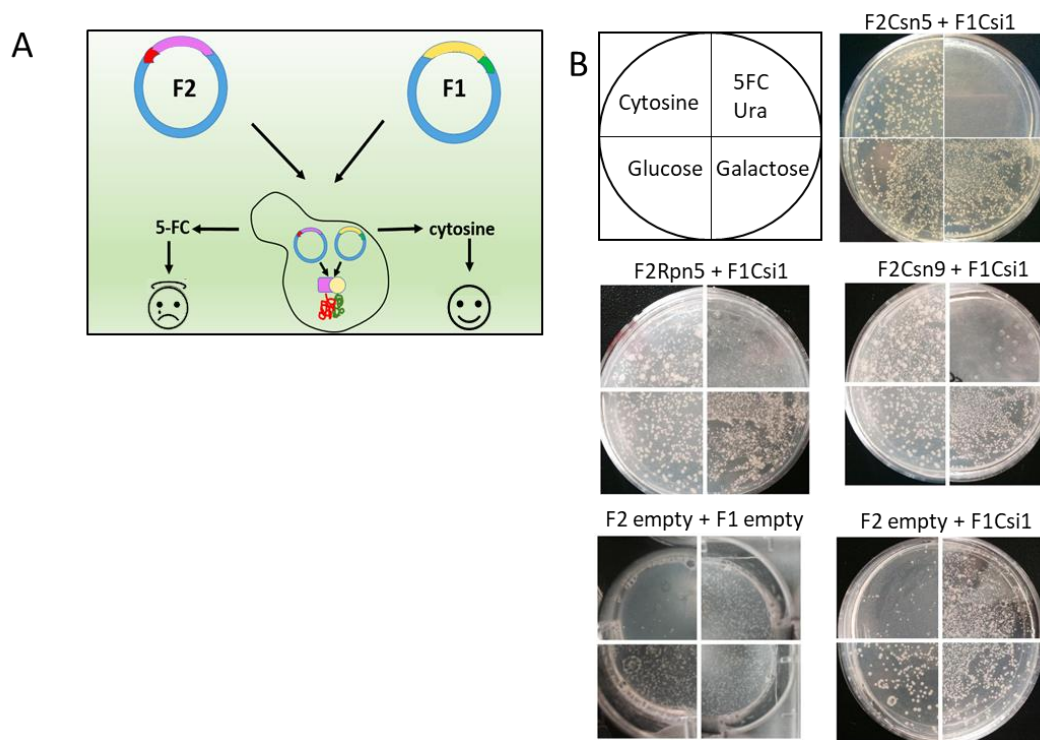 A
F2
F1
5-FC
cytosine
B
Cytosine
5FC
Ura
Glucose
Galactose
F2Csn5 + F1Csi1
F2Rpn5 + F1Csi1
F2Csn9 + F1Csi1
F2 empty + F1 empty
F2 empty + F1Csi1